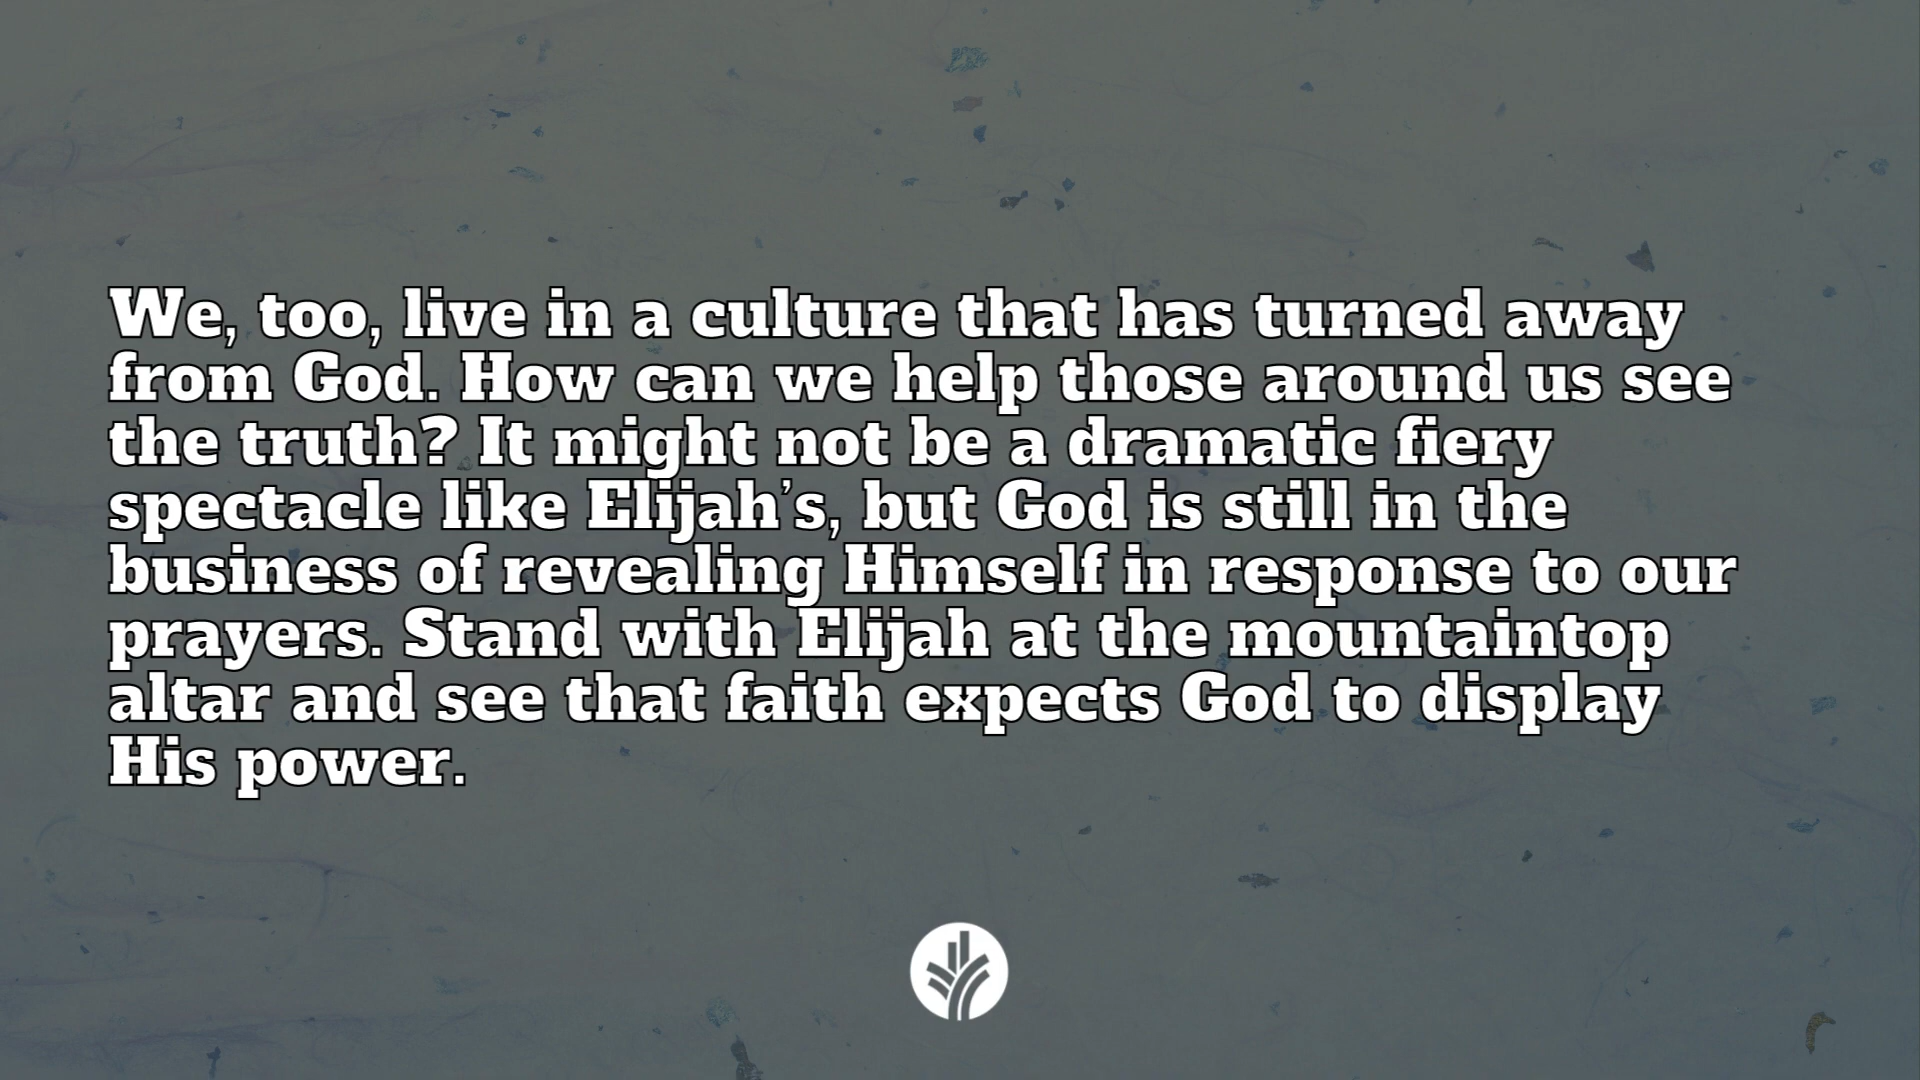 We, too, live in a culture that has turned away
from God. How can we help those around us see
the truth? It might not be a dramatic fiery
spectacle like Elijah’s, but God is still in the
business of revealing Himself in response to our
prayers. Stand with Elijah at the mountaintop
altar and see that faith expects God to display
His power.